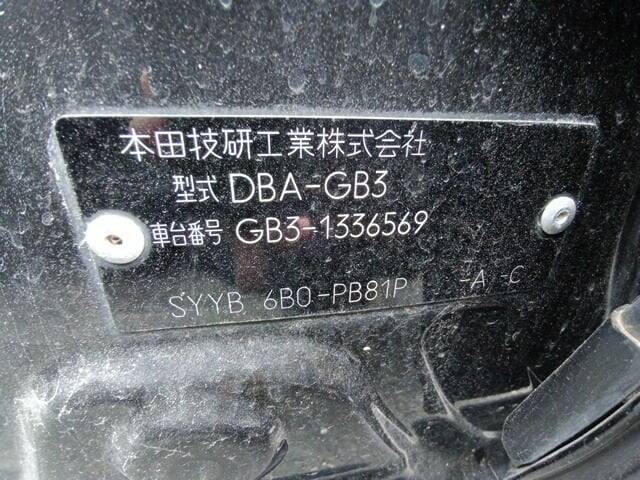 本田技研工業株式会社
型式 DBA-GB3
車台番号 GB3-1336569
SYYB 6B0-PB81P -A -C